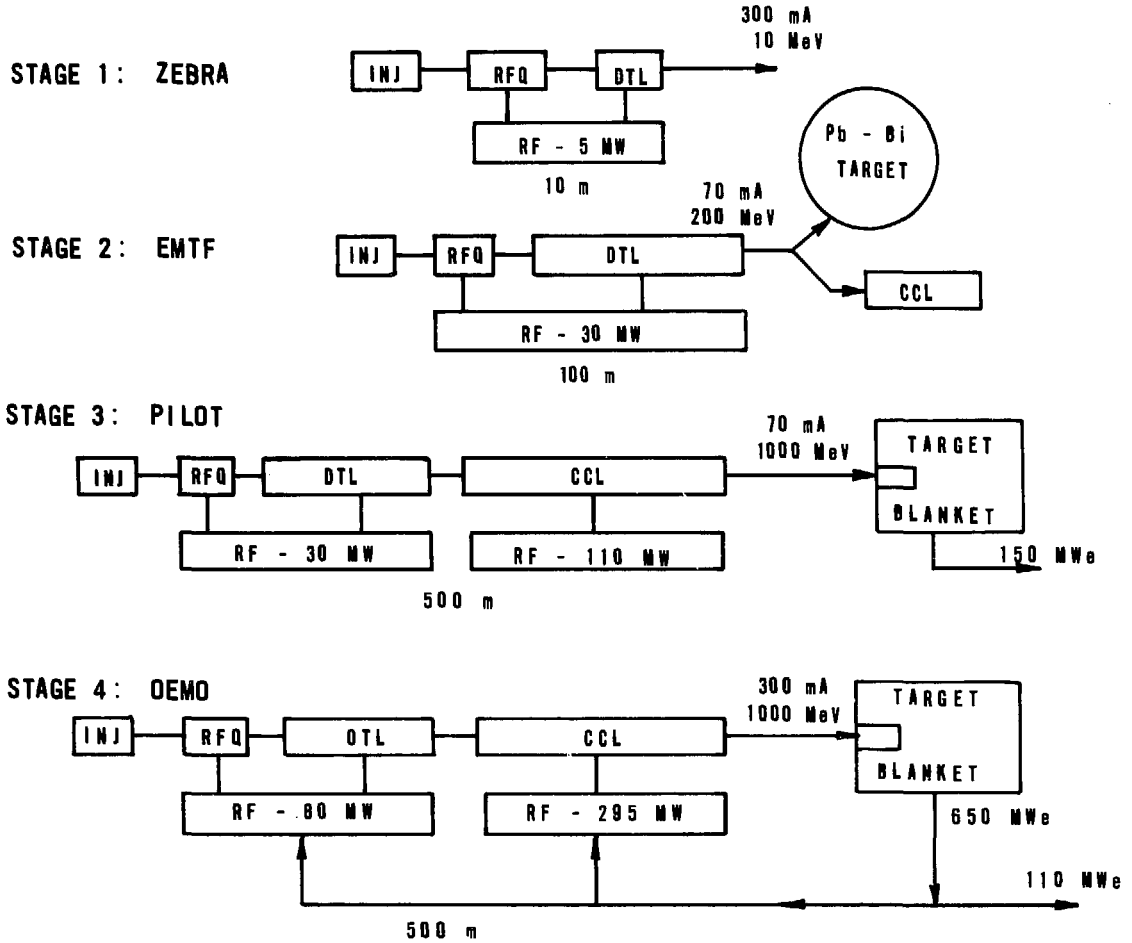 300 mA
10 MeV
STAGE 1: ZEBRA
INJ
RFQ
DTL
RF - 5 MW
10 m
Pb - Bi
TARGET
70 mA
200 MeV
STAGE 2: EMTF
INJ
RFQ
DTL
CCL
RF - 30 MW
100 m
STAGE 3: PILOT
70 mA
1000 MeV
INJ
RFQ
DTL
CCL
TARGET
BLANKET
RF - 30 MW
RF - 110 MW
150 MWe
500 m
STAGE 4: OEMO
300 mA
1000 MeV
INJ
RFQ
OTL
CCL
TARGET
BLANKET
RF - 80 MW
RF - 295 MW
650 MWe
110 MWe
500 m